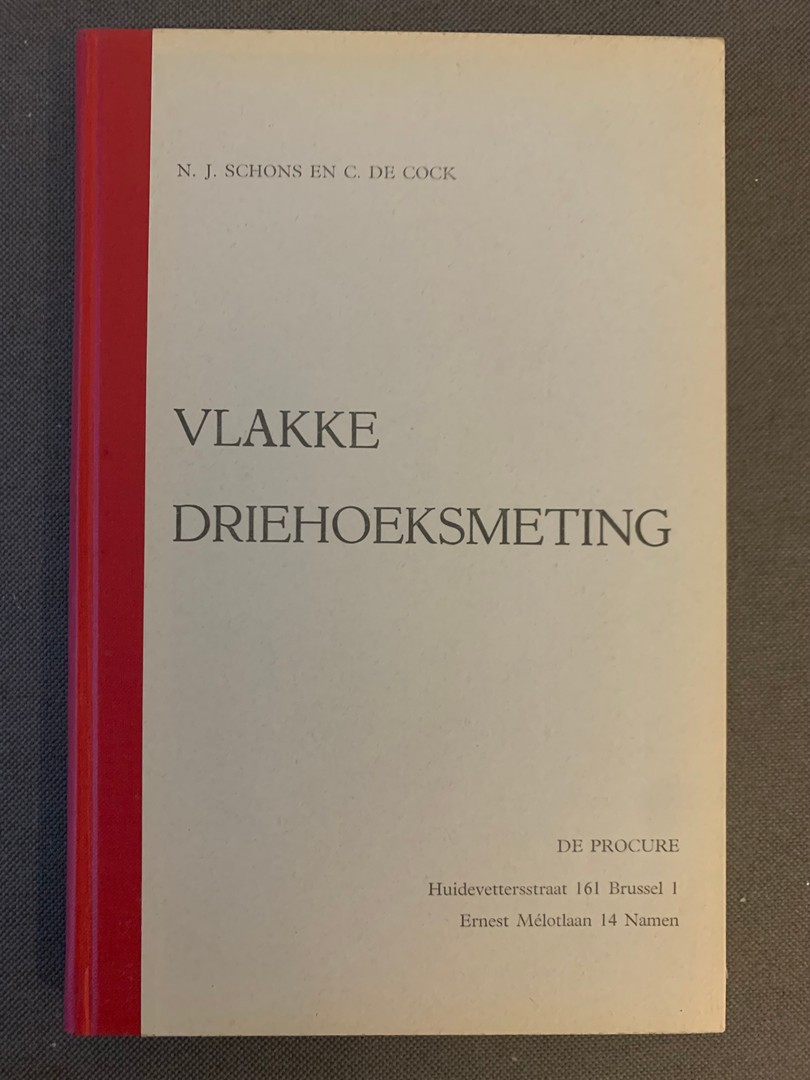 N. J. SCHONS EN C. DE COCK
VLAKKE
DRIEHOEKSMETING
DE PROCURE
Huidevettersstraat 161 Brussel 1
Ernest Mélotlaan 14 Namen